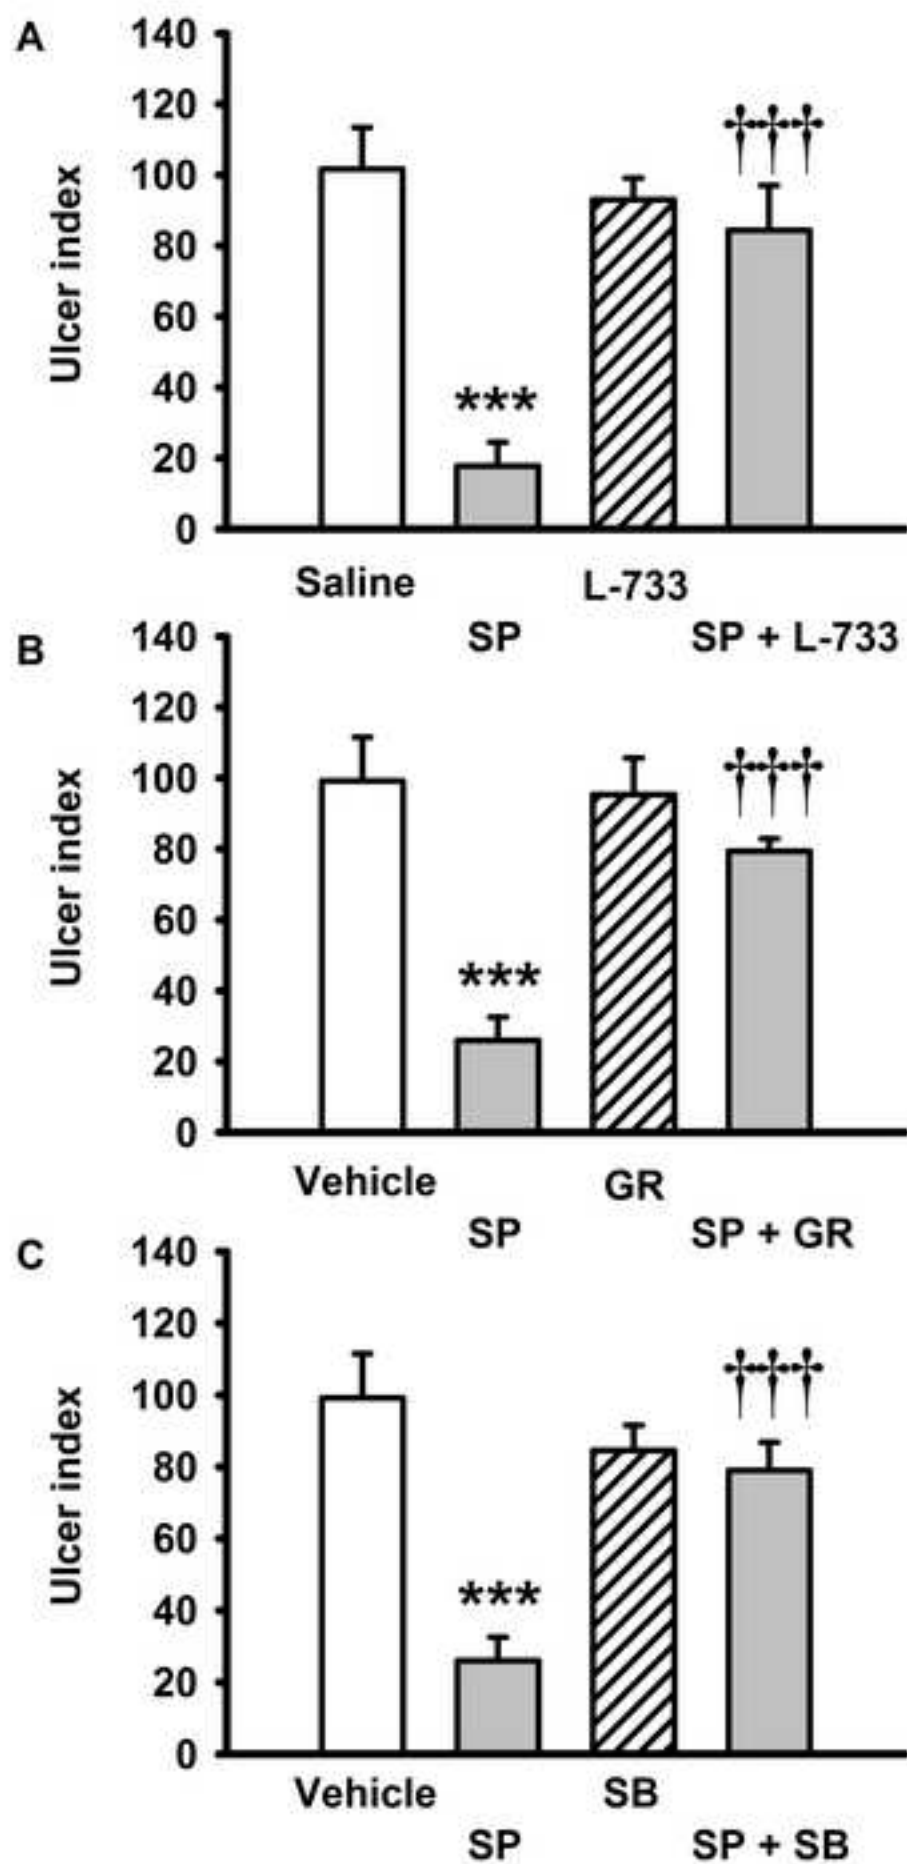 A
140
120
100
80
60
40
20
0
Ulcer index
***
†††
Saline
L-733
SP
SP + L-733
B
140
120
100
80
60
40
20
0
Ulcer index
***
†††
Vehicle
GR
SP
SP + GR
C
140
120
100
80
60
40
20
0
Ulcer index
***
†††
Vehicle
SB
SP
SP + SB